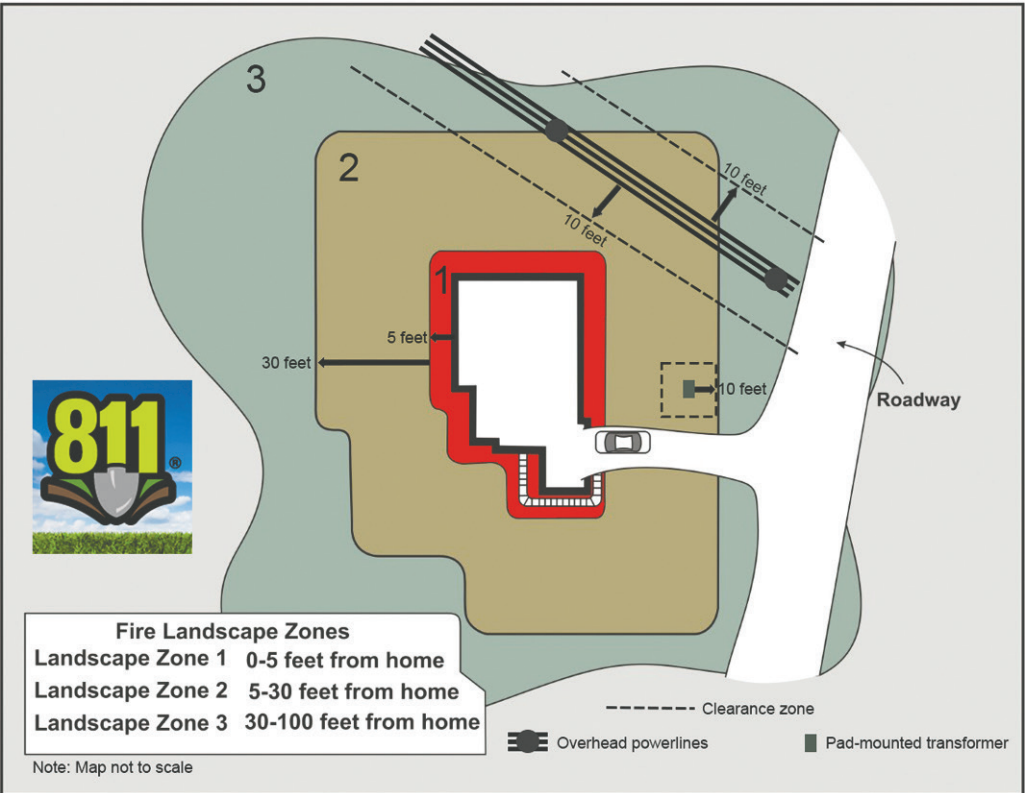 3
2
10 feet
10 feet
1
5 feet
30 feet
10 feet
Roadway
811®
Fire Landscape Zones
Landscape Zone 1 0-5 feet from home
Landscape Zone 2 5-30 feet from home
Landscape Zone 3 30-100 feet from home
Clearance zone
Overhead powerlines
Pad-mounted transformer
Note: Map not to scale